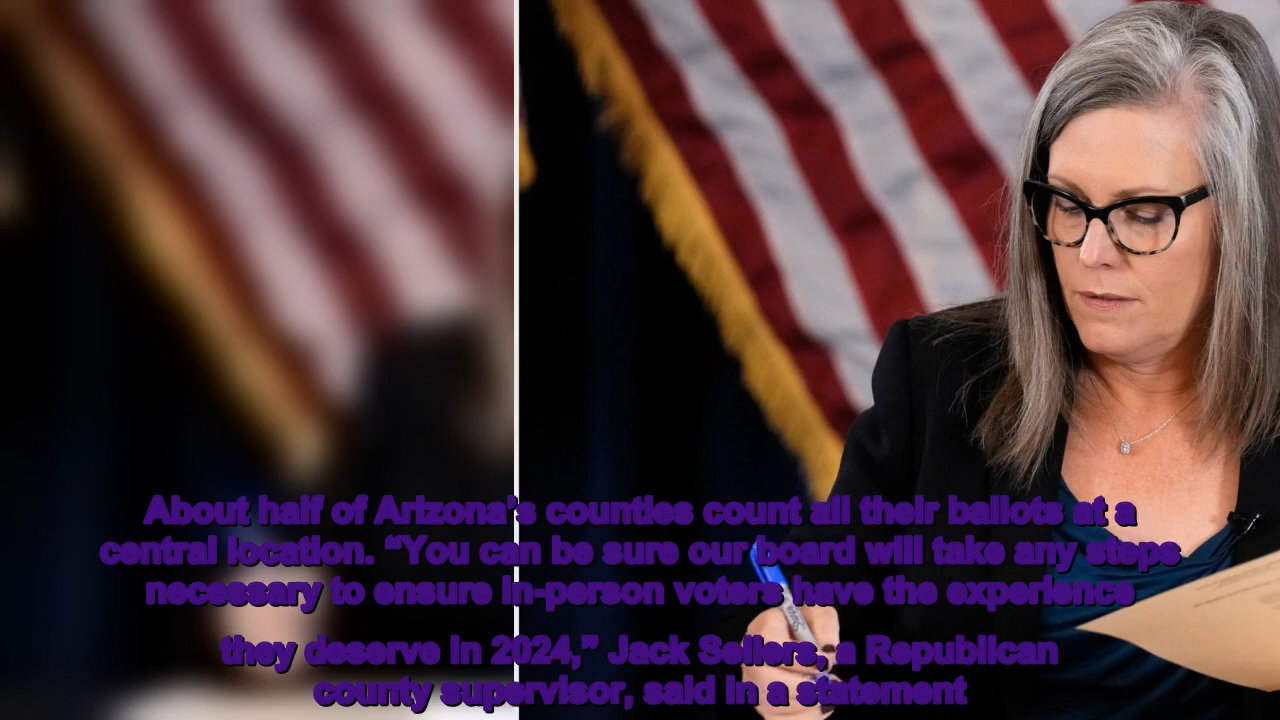 About half of Arizona’s counties count all their ballots at a
central location. “You can be sure our board will take any steps
necessary to ensure in-person voters have the experience
they deserve in 2024,” Jack Sellers, a Republican
county supervisor, said in a statement